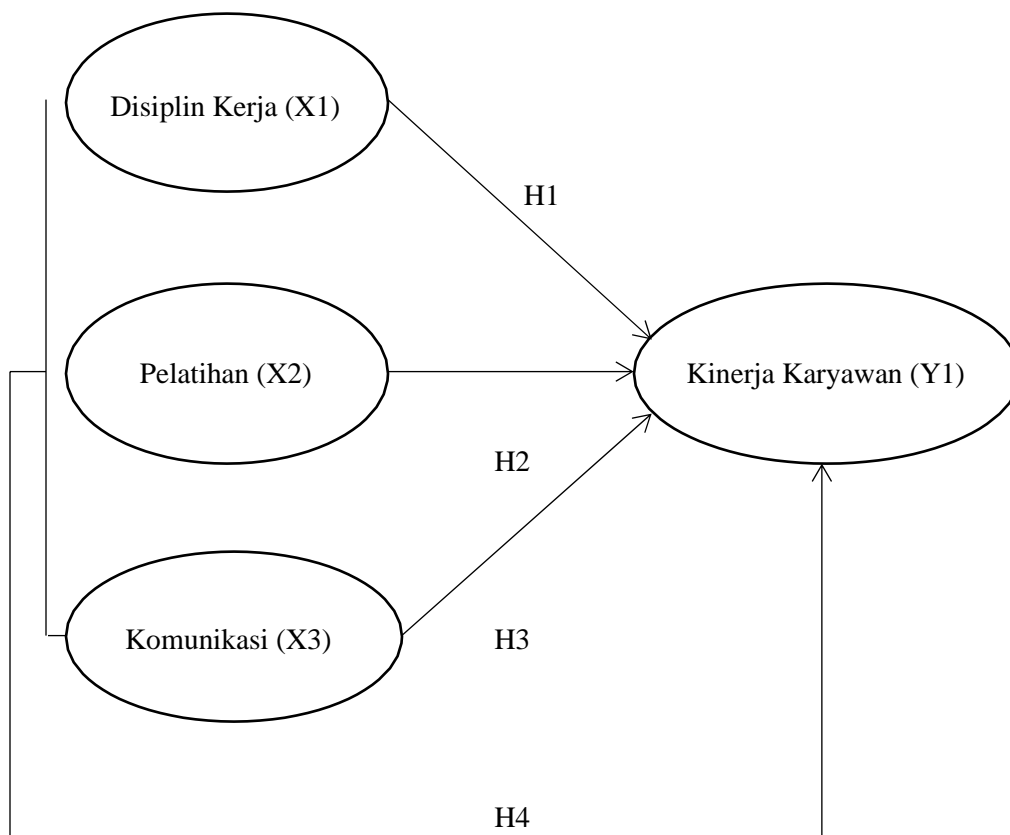 Disiplin Kerja (X1)
H1
Pelatihan (X2)
Kinerja Karyawan (Y1)
H2
Komunikasi (X3)
H3
H4